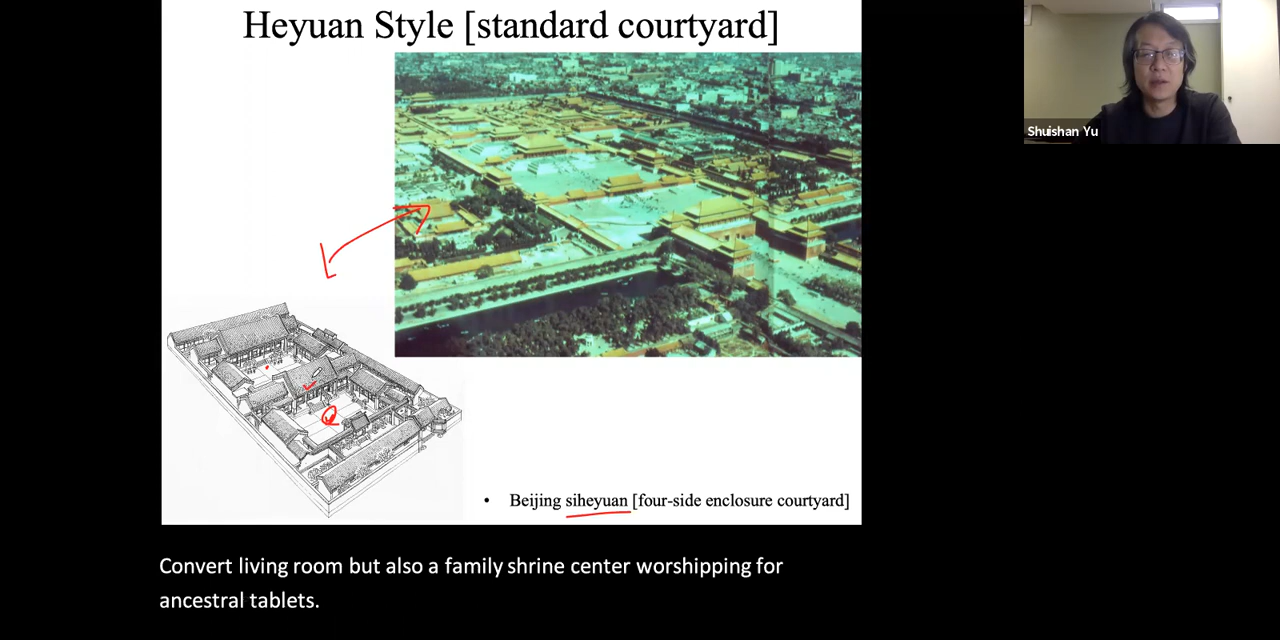 Heyuan Style [standard courtyard]
Shuishan Yu
• Beijing siheyuan [four-side enclosure courtyard]
Convert living room but also a family shrine center worshipping for
ancestral tablets.